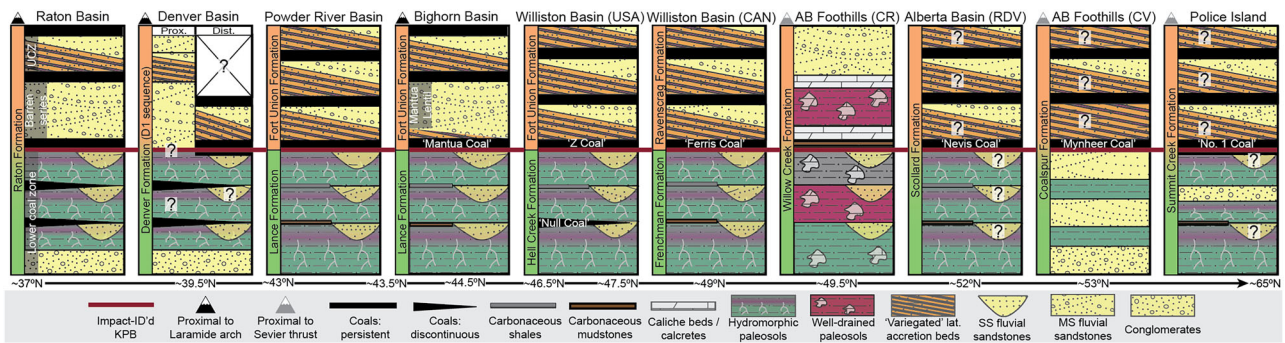 Raton Basin
Denver Basin
Powder River Basin
Bighorn Basin
Williston Basin (USA)
Williston Basin (CAN)
AB Foothills (CR)
Alberta Basin (RDV)
AB Foothills (CV)
Police Island
Prox. Dist.
Raton Formation
Lower coal zone
Barren series
UCZ
?
?
?
?
Denver Formation (D1 sequence)
Lance Formation
Fort Union Formation
Lance Formation
Fort Union Formation
Mantua Lentil
'Mantua Coal'
Hell Creek Formation
Fort Union Formation
'Z Coal'
'Null Coal'
Frenchman Formation
Ravenscrag Formation
'Ferris Coal'
Willow Creek Formation
Scollard Formation
?
?
?
'Nevis Coal'
?
?
?
Coalspur Formation
?
?
?
'Mynheer Coal'
Summit Creek Formation
?
?
?
'No. 1 Coal'
?
?
~37ºN
~39.5ºN
~43ºN
~43.5ºN
~44.5ºN
~46.5ºN
~47.5ºN
~49ºN
~49.5ºN
~52ºN
~53ºN
~65ºN
Impact-ID'd
KPB
Proximal to
Laramide arch
Proximal to
Sevier thrust
Coals:
persistent
Coals:
discontinuous
Carbonaceous
shales
Carbonaceous
mudstones
Caliche beds /
calcretes
Hydromorphic
paleosols
Well-drained
paleosols
'Variegated' lat.
accretion beds
SS fluvial
sandstones
MS fluvial
sandstones
Conglomerates